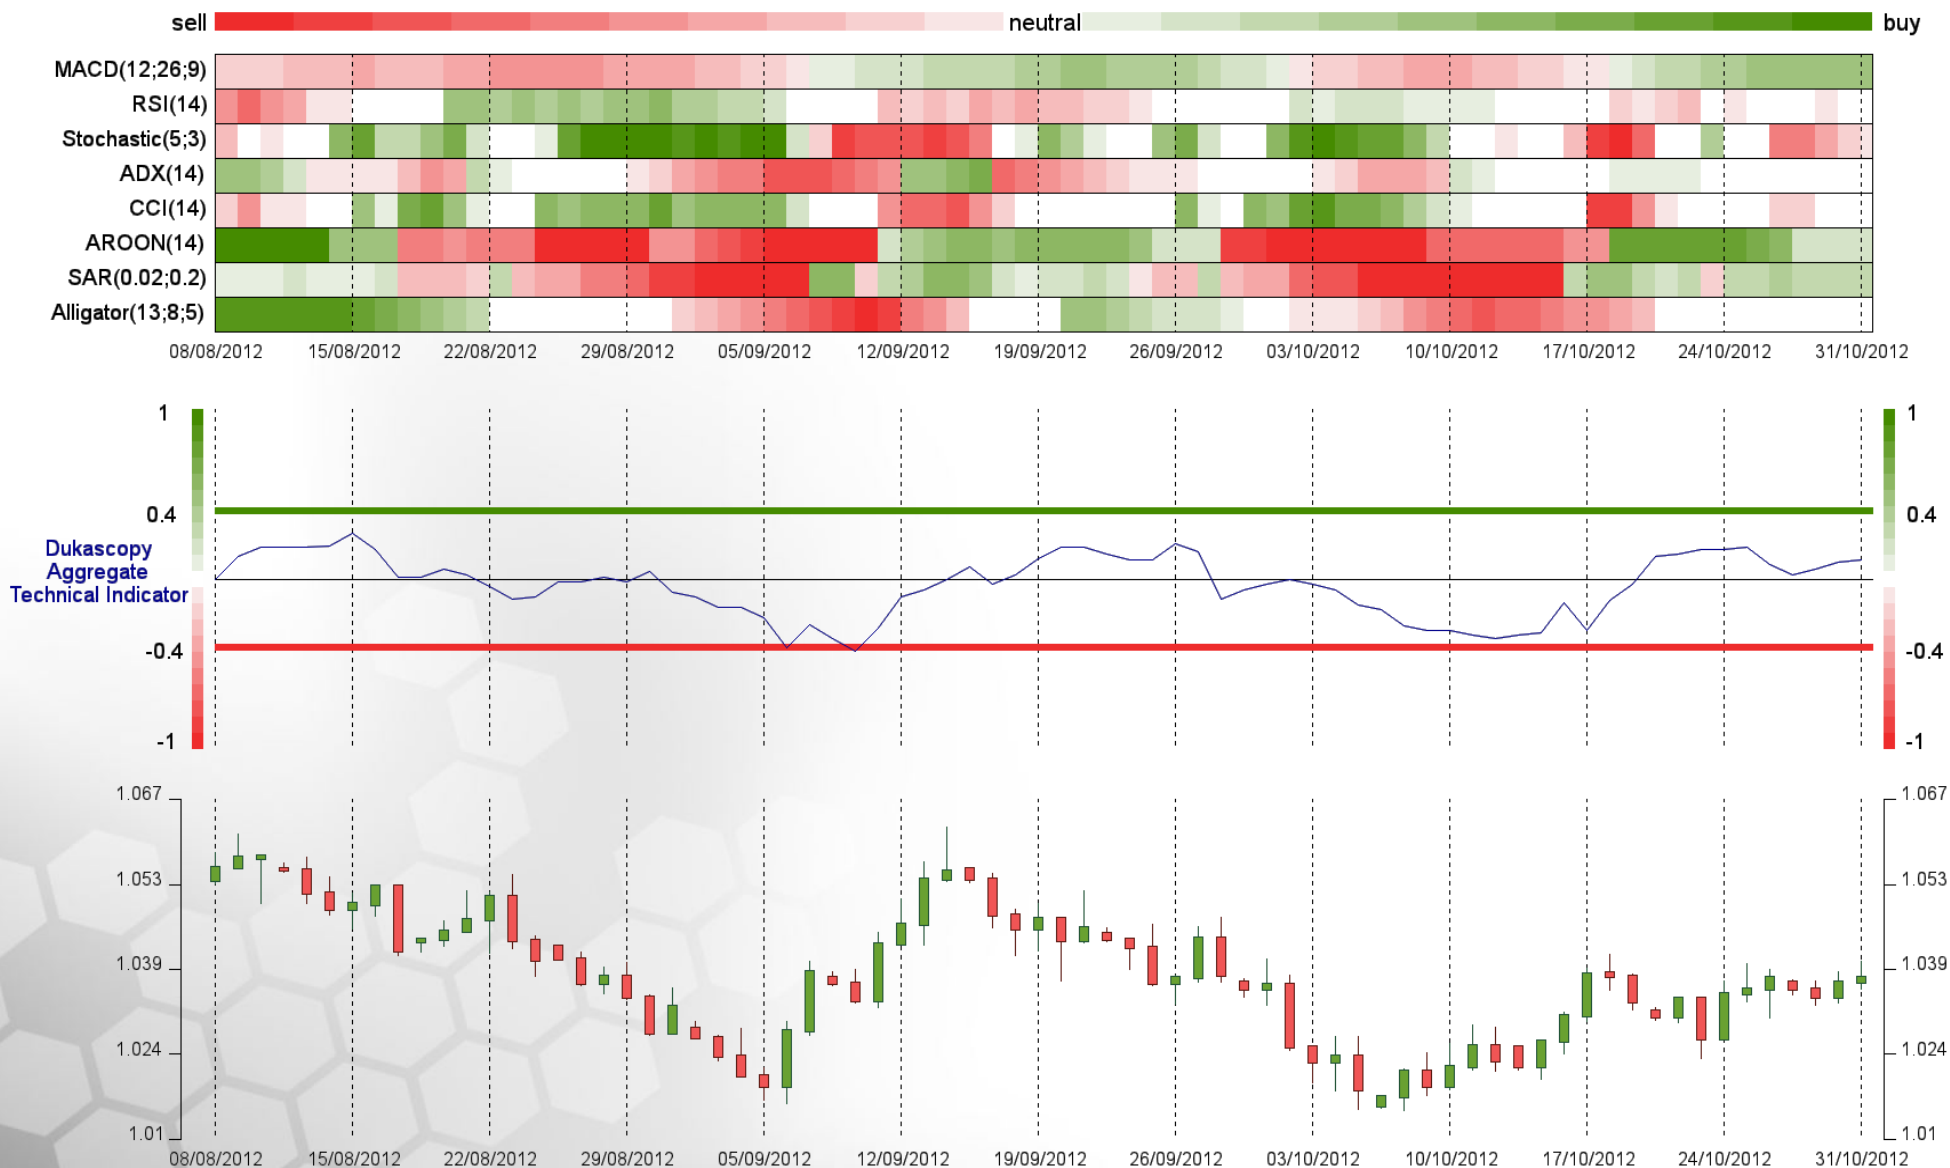 sell neutral buy
MACD(12;26;9)
RSI(14)
Stochastic(5;3)
ADX(14)
CCI(14)
AROON(14)
SAR(0.02;0.2)
Alligator(13;8;5)
08/08/2012 15/08/2012 22/08/2012 29/08/2012 05/09/2012 12/09/2012 19/09/2012 26/09/2012 03/10/2012 10/10/2012 17/10/2012 24/10/2012 31/10/2012
1 1
0.4 0.4
Dukascopy
Aggregate
Technical Indicator
-0.4 -0.4
-1 -1
1.067 1.067
1.053 1.053
1.039 1.039
1.024 1.024
1.01 1.01
08/08/2012 15/08/2012 22/08/2012 29/08/2012 05/09/2012 12/09/2012 19/09/2012 26/09/2012 03/10/2012 10/10/2012 17/10/2012 24/10/2012 31/10/2012